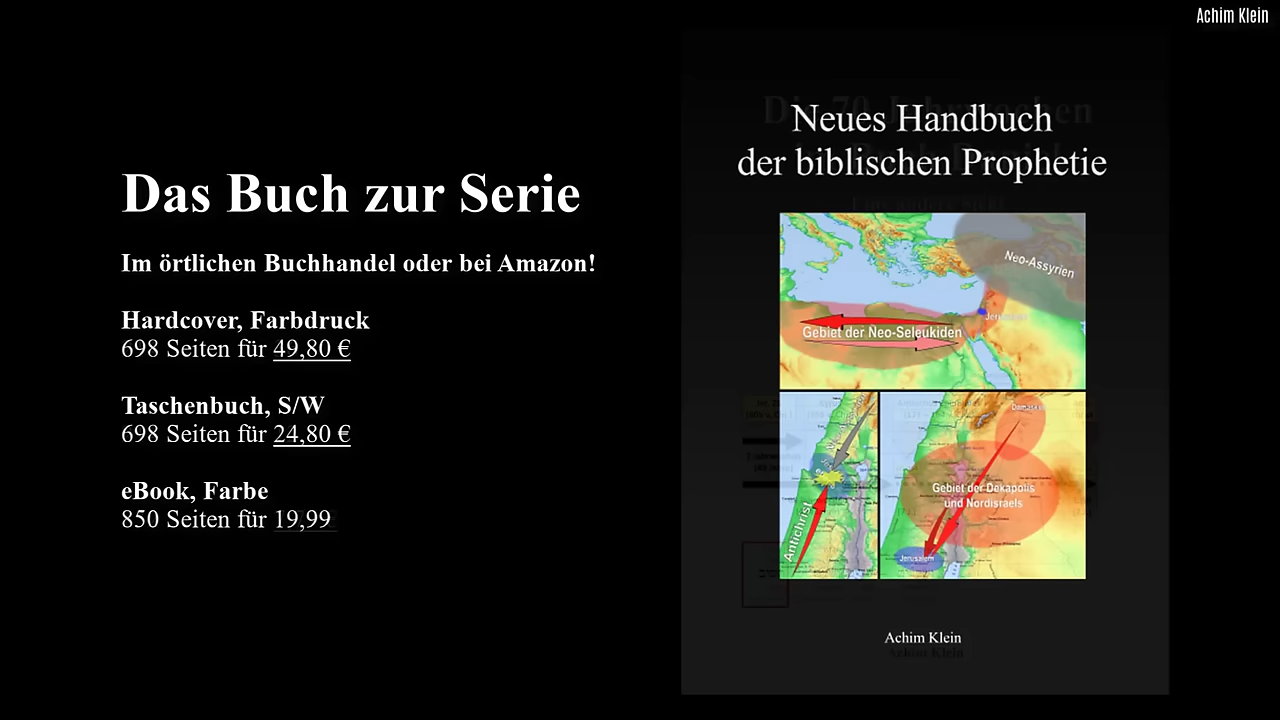 Achim Klein
Das Buch zur Serie
Im örtlichen Buchhandel oder bei Amazon!
Hardcover, Farbdruck
698 Seiten für 49,80 €
Taschenbuch, S/W
698 Seiten für 24,80 €
eBook, Farbe
850 Seiten für 19,99
Neues Handbuch
der biblischen Prophetie
Neo-Assyrien
Jerusalem
Gebiet der Neo-Seleukiden
Antichrist
Damaskus
Gebiet der Dekapolis
und Nordisraels
Jerusalem
Achim Klein